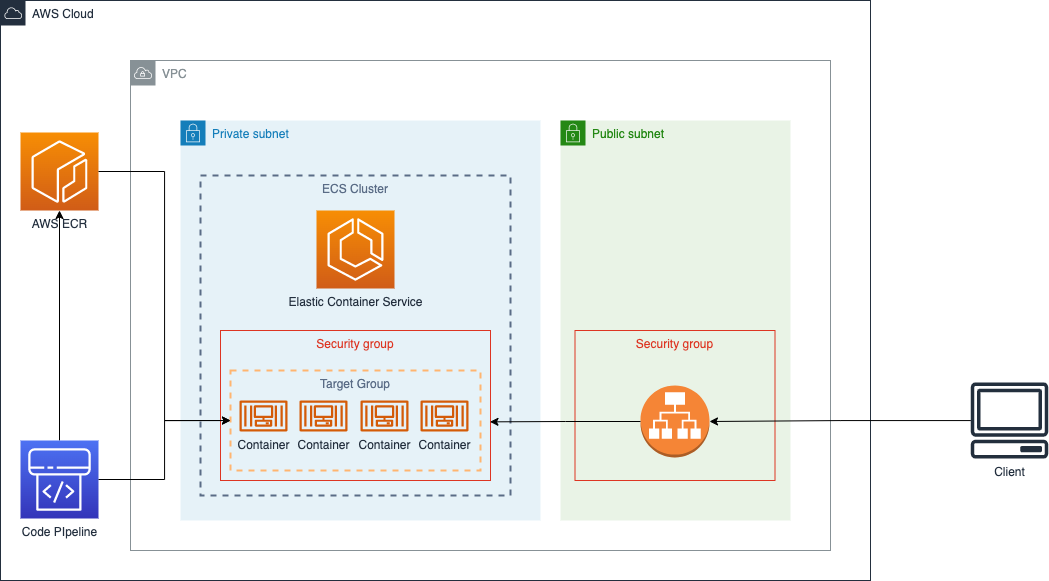 AWS Cloud
VPC
Private subnet
Public subnet
ECS Cluster
AWS ECR
Elastic Container Service
Security group
Security group
Target Group
Container Container Container Container
Client
Code PIpeline